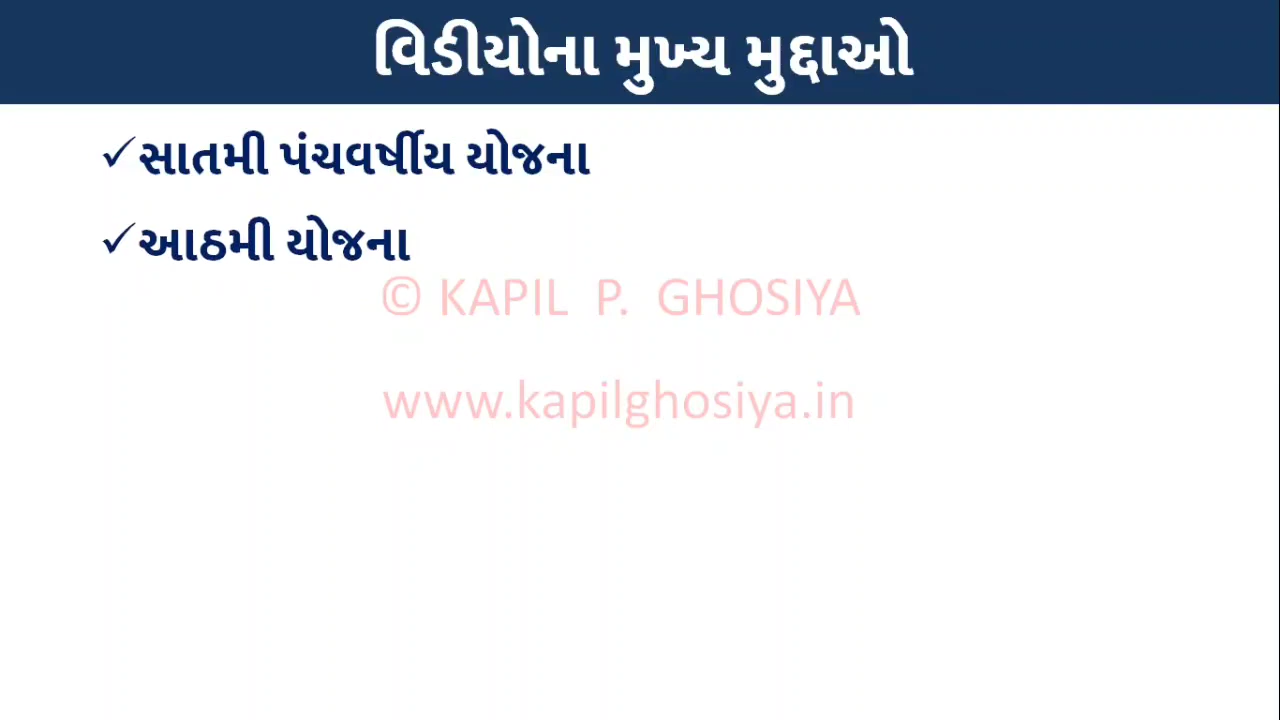 વિડીયોના મુખ્ય મુદ્દાઓ
✓સાતમી પંચવર્ષીય યોજના
✓આઠમી યોજના
© KAPIL P. GHOSIYA
www.kapilghosiya.in